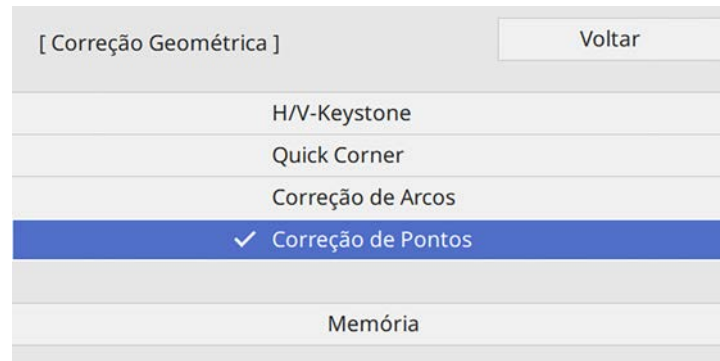 [ Correção Geométrica ]
Voltar
H/V-Keystone
Quick Corner
Correção de Arcos
Correção de Pontos
Memória